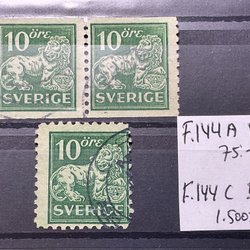 10 ÖRE 10 ÖRE
SVERIGE SVERIGE
10 ÖRE
SVERIGE
F.144 A
75.-
F.144 C
1.500